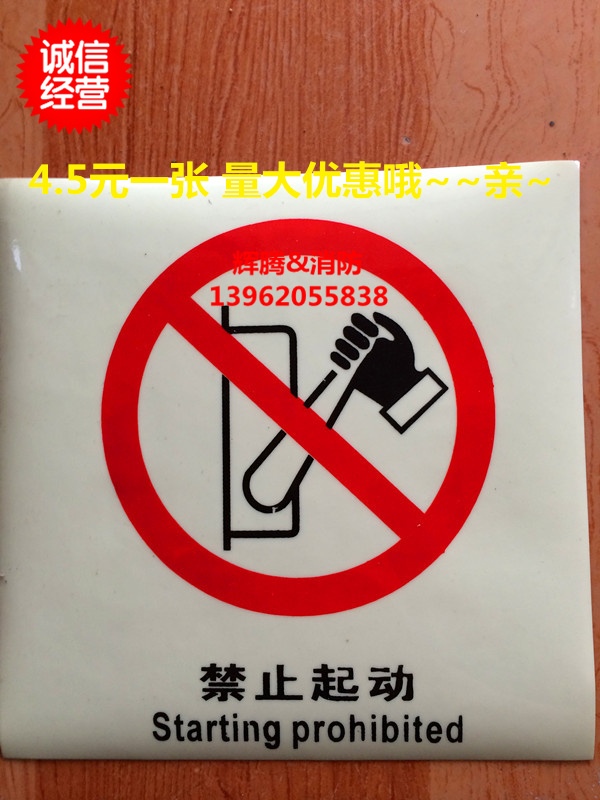 诚信
经营
4.5元一张 量大优惠哦~~亲~
辉腾&消防
13962055838
禁止起动
Starting prohibited